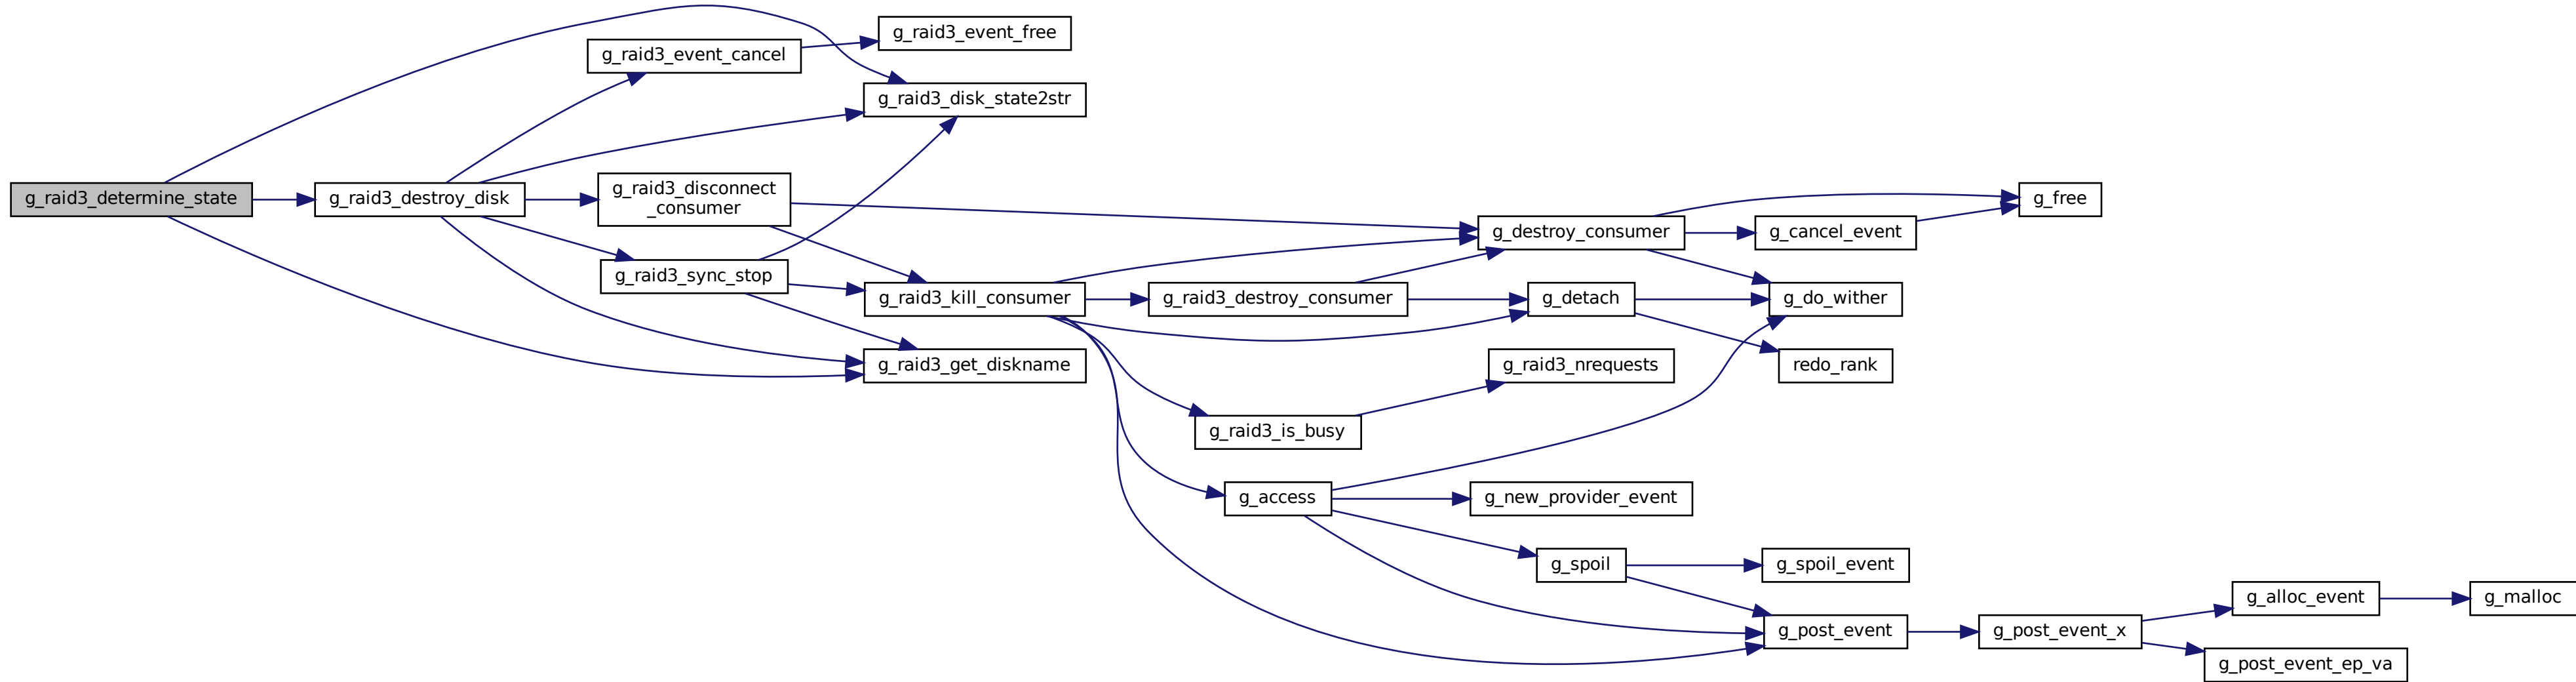 g_raid3_event_free
g_raid3_event_cancel
g_raid3_disk_state2str
g_raid3_determine_state
g_raid3_destroy_disk
g_raid3_disconnect
_consumer
g_free
g_destroy_consumer
g_cancel_event
g_raid3_sync_stop
g_raid3_kill_consumer
g_raid3_destroy_consumer
g_detach
g_do_wither
g_raid3_get_diskname
g_raid3_nrequests
redo_rank
g_raid3_is_busy
g_access
g_new_provider_event
g_spoil
g_spoil_event
g_alloc_event
g_malloc
g_post_event
g_post_event_x
g_post_event_ep_va